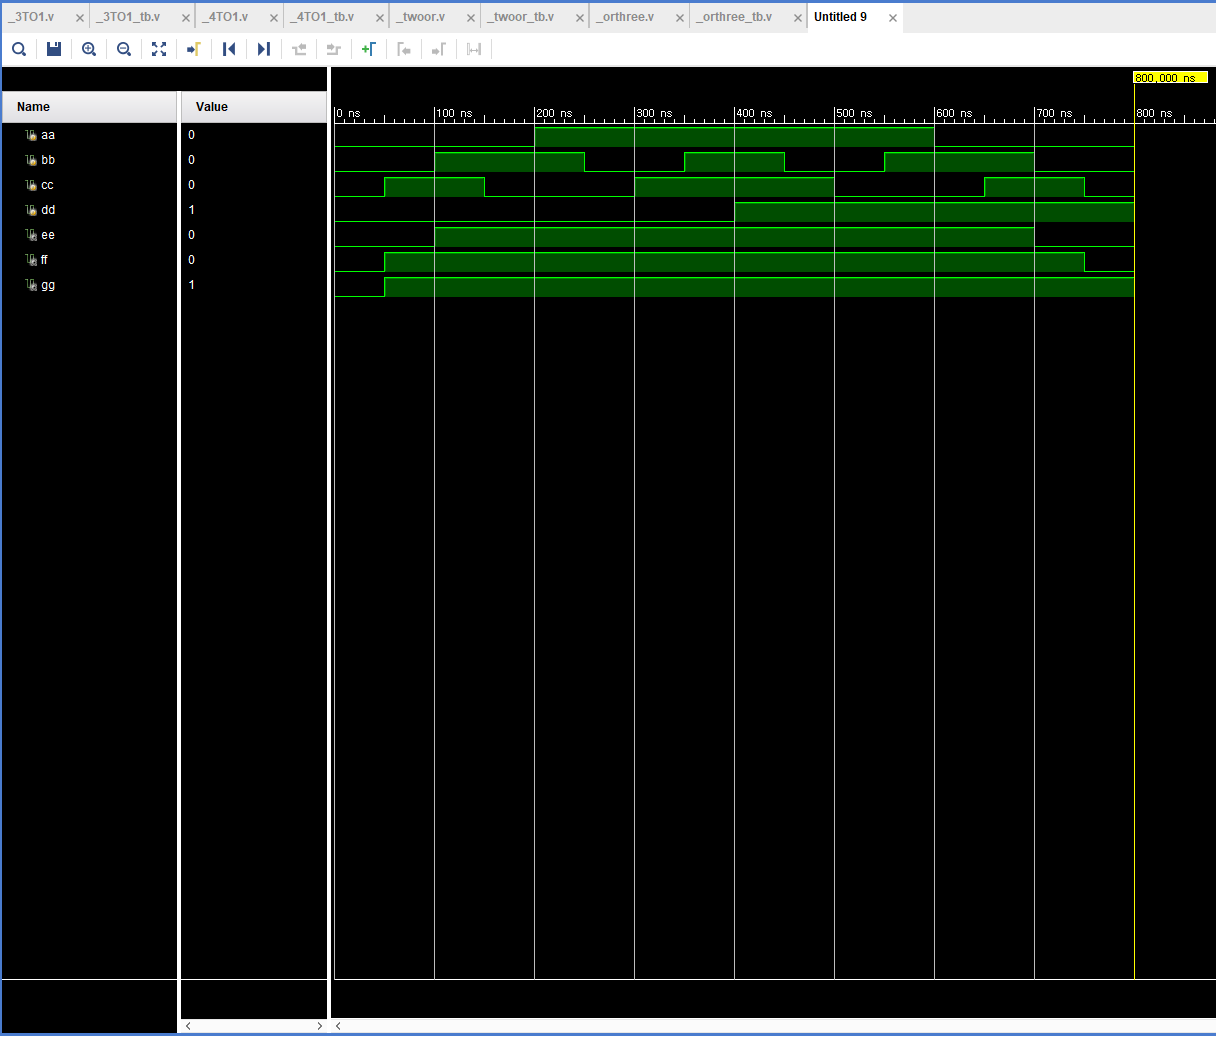 _3TO1.v _3TO1_tb.v _4TO1.v _4TO1_tb.v _twoor.v _twoor_tb.v _orthree.v _orthree_tb.v Untitled 9
800,000 ns
Name Value
0 ns 100 ns 200 ns 300 ns 400 ns 500 ns 600 ns 700 ns 800 ns
aa 0
bb 0
cc 0
dd 1
ee 0
ff 0
gg 1